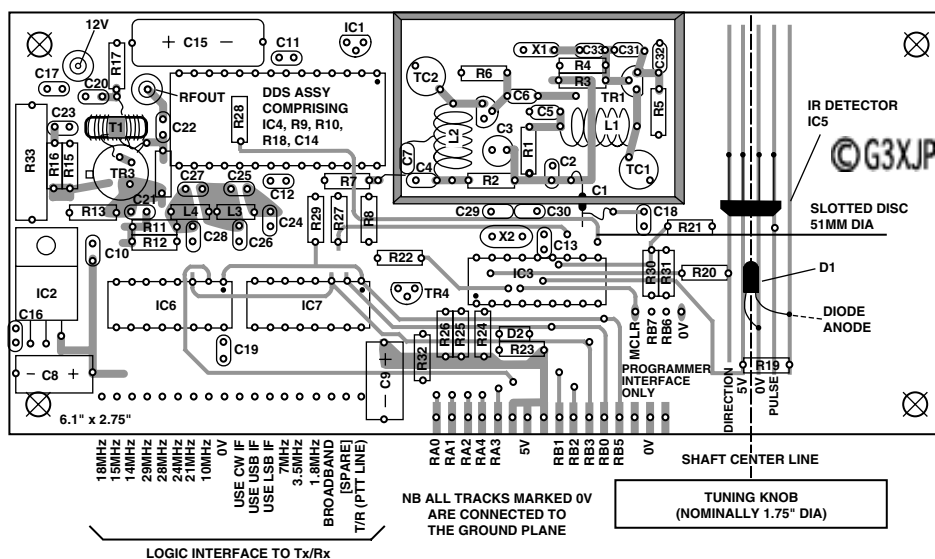 12V
C15
C11
IC1
R17
C17
C20
RFOUT
C23
T1
C22
R28
DDS ASSY
COMPRISING
IC4, R9, R10,
R18, C14
R33
R16
R15
TR3
C27
C25
C12
R7
C21
R13
R11
R12
L4
L3
C24
C28
C26
R29
R27
R8
C10
IC2
C16
C8
IC6
IC7
C19
C9
6.1" x 2.75"
TC2
R6
X1
C33
C31
C32
R4
R3
TR1
C6
C5
R5
L2
C3
L1
R1
C7
C4
R2
C2
TC1
C1
C29
C30
C18
X2
C13
R21
R22
IC3
R30
R31
R20
TR4
R26
R25
R24
D2
R23
R32
MCLR
RB7
RB6
0V
PROGRAMMER
INTERFACE
ONLY
IR DETECTOR
IC5
©G3XJP
SLOTTED DISC
51MM DIA
D1
DIODE
ANODE
R19
DIRECTION
5V
0V
PULSE
18MHz
15MHz
14MHz
29MHz
28MHz
24MHz
21MHz
10MHz
0V
USE CW IF
USE USB IF
USE LSB IF
7MHz
3.5MHz
1.8MHz
BROADBAND
[SPARE]
T/R (PTT LINE)
RA0
RA1
RA2
RA4
RA3
5V
RB1
RB2
RB3
RB0
RB5
0V
SHAFT CENTER LINE
NB ALL TRACKS MARKED 0V
ARE CONNECTED TO
THE GROUND PLANE
TUNING KNOB
(NOMINALLY 1.75" DIA)
LOGIC INTERFACE TO Tx/Rx